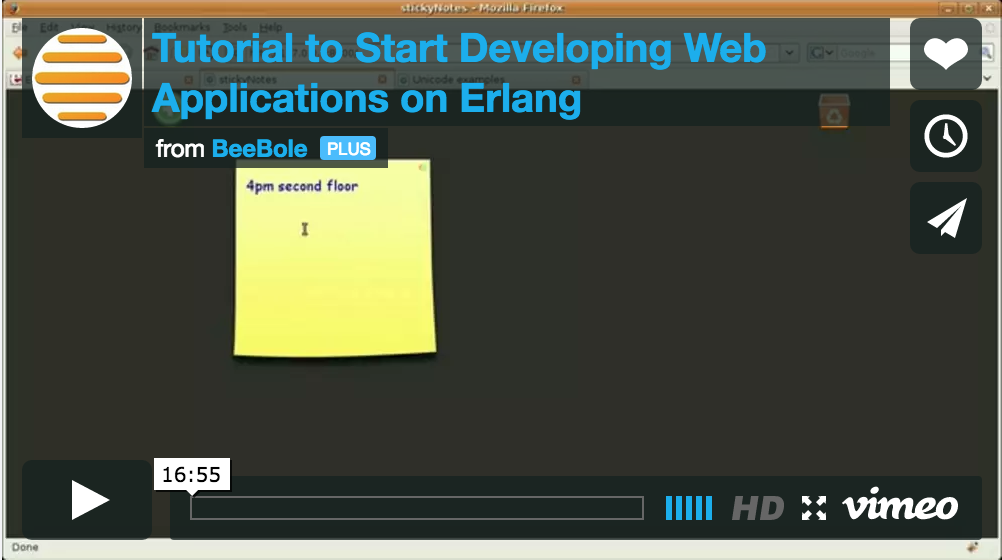 stickyNotes - Mozilla Firefox
File Edit View History Bookmarks Tools Help
Google
stickyNotes
Unicode examples
Tutorial to Start Developing Web
Applications on Erlang
from BeeBole PLUS
4pm second floor
16:55
HD
vimeo
Done